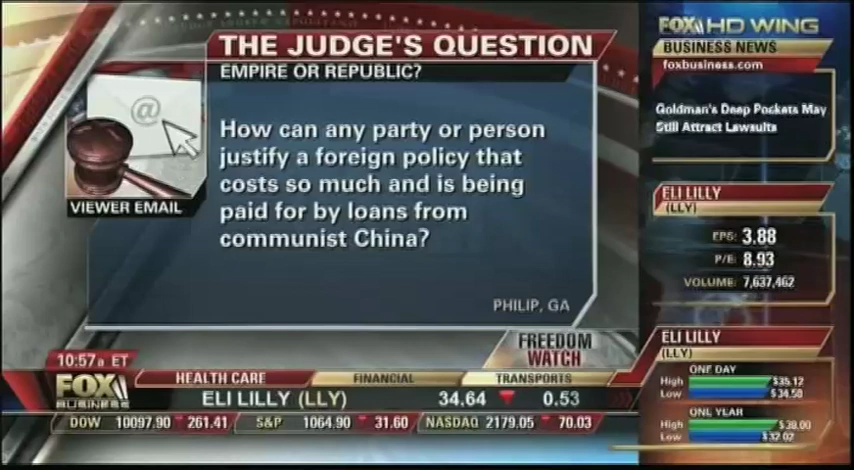 THE JUDGE'S QUESTION
EMPIRE OR REPUBLIC?
@
VIEWER EMAIL
How can any party or person
justify a foreign policy that
costs so much and is being
paid for by loans from
communist China?
PHILIP, GA
FREEDOM
WATCH
FOX HD WING
BUSINESS NEWS
foxbusiness.com
Goldman's Deep Pockets May
Still Attract Lawsuits
ELI LILLY
(LLY)
EPS: 3.88
P/E: 8.93
VOLUME: 7,637,462
ELI LILLY
(LLY)
ONE DAY
High $35.12
Low $34.58
ONE YEAR
High $38.00
Low $32.02
10:57a ET
FOX
BUSINESS
HEALTH CARE FINANCIAL TRANSPORTS
ELI LILLY (LLY) 34.64 0.53
DOW 10097.90 261.41 S&P 1064.90 31.60 NASDAQ 2179.05 70.03